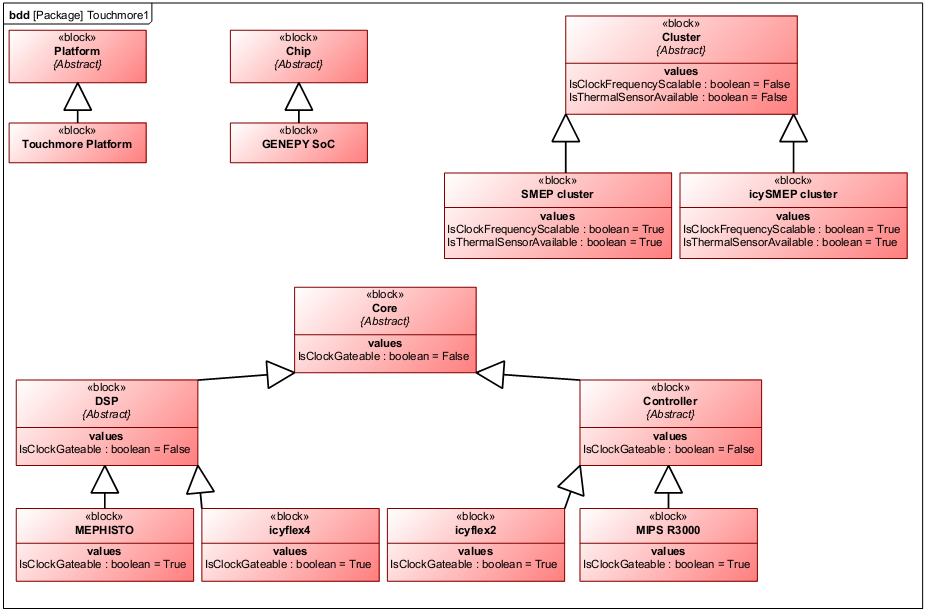 bdd [Package] Touchmore1
«block»
Platform
{Abstract}
«block»
Touchmore Platform
«block»
Chip
{Abstract}
«block»
GENEPY SoC
«block»
Cluster
{Abstract}
values
IsClockFrequencyScalable : boolean = False
IsThermalSensorAvailable : boolean = False
«block»
SMEP cluster
values
IsClockFrequencyScalable : boolean = True
IsThermalSensorAvailable : boolean = True
«block»
icySMEP cluster
values
IsClockFrequencyScalable : boolean = True
IsThermalSensorAvailable : boolean = True
«block»
Core
{Abstract}
values
IsClockGateable : boolean = False
«block»
DSP
{Abstract}
values
IsClockGateable : boolean = False
«block»
Controller
{Abstract}
values
IsClockGateable : boolean = False
«block»
MEPHISTO
values
IsClockGateable : boolean = True
«block»
icyflex4
values
IsClockGateable : boolean = True
«block»
icyflex2
values
IsClockGateable : boolean = True
«block»
MIPS R3000
values
IsClockGateable : boolean = True